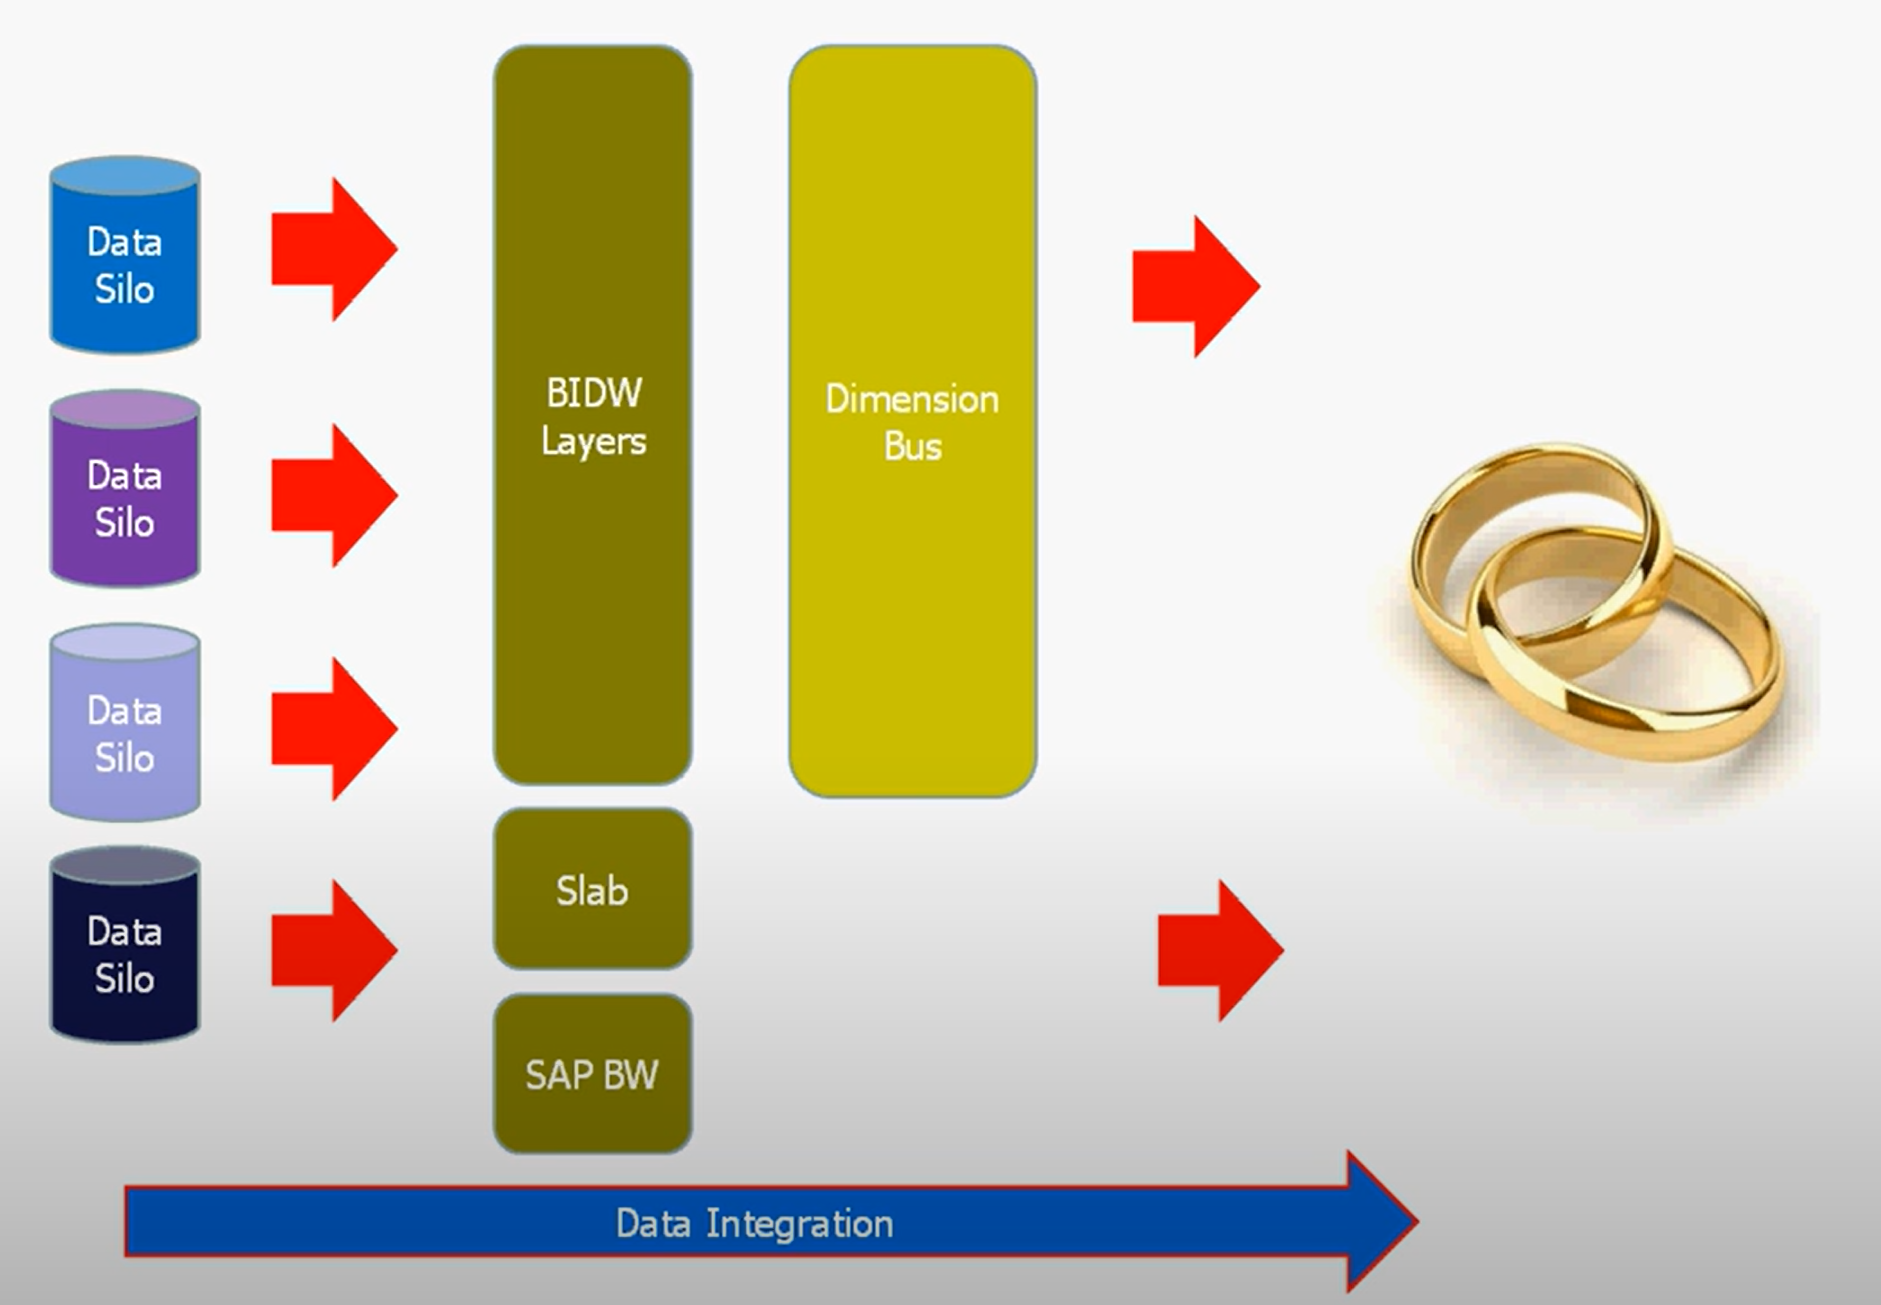 Data
Silo
Data
Silo
Data
Silo
Data
Silo
BIDW
Layers
Slab
SAP BW
Dimension
Bus
Data Integration